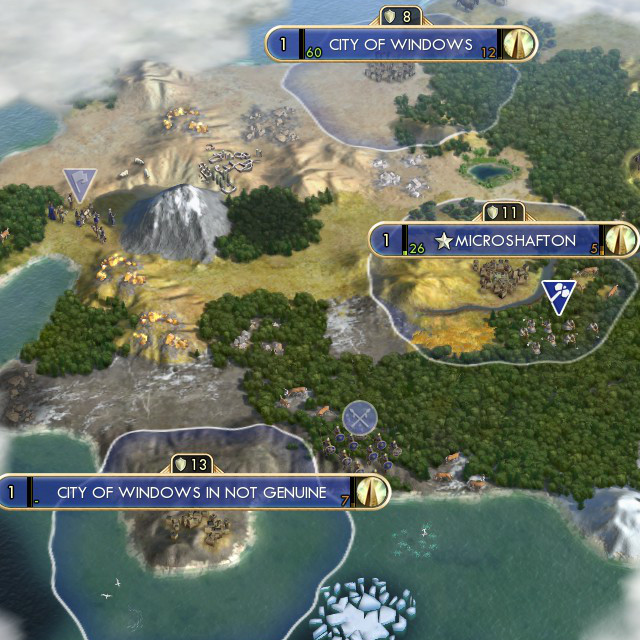 8
1 60 CITY OF WINDOWS 12
11
1 26 MICROSHAFTON 5
13
1 - CITY OF WINDOWS IN NOT GENUINE 7